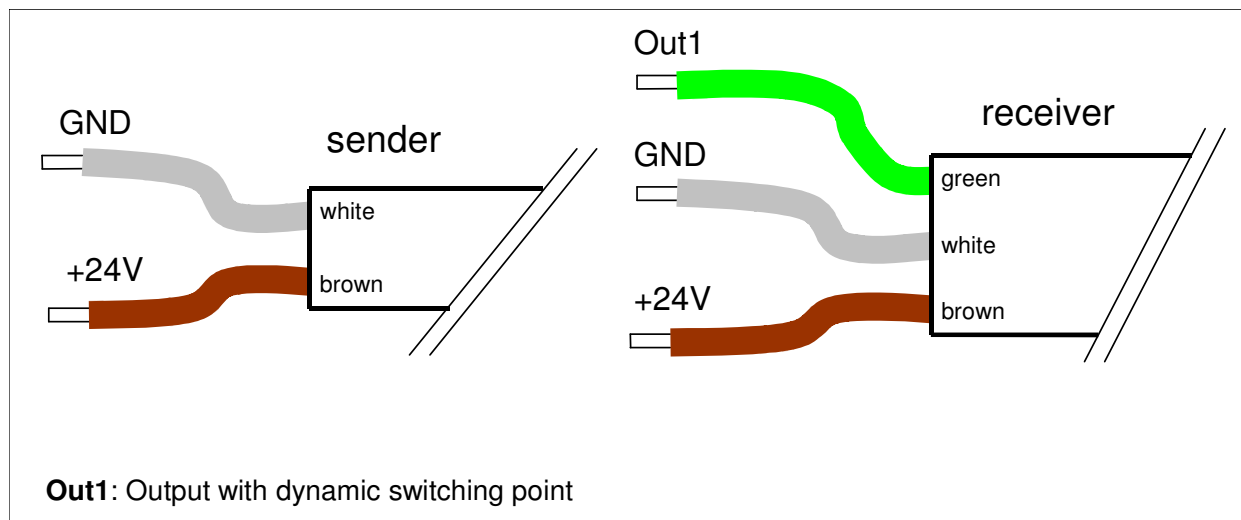 GND
sender
white
+24V
brown
Out1
receiver
GND
green
white
+24V
brown
Out1: Output with dynamic switching point